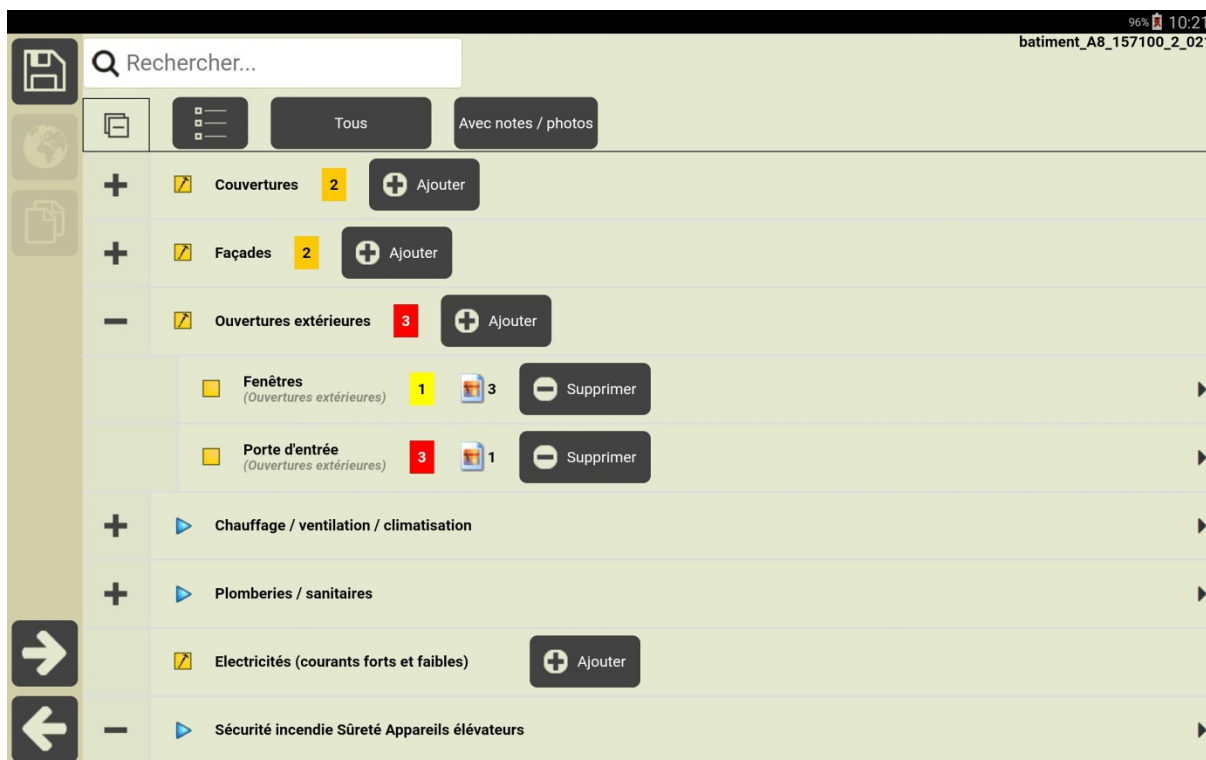 96% 10:21
batiment_A8_157100_2_021
Rechercher...
Tous
Avec notes / photos
Couvertures 2 Ajouter
Façades 2 Ajouter
Ouvertures extérieures 3 Ajouter
Fenêtres
(Ouvertures extérieures) 1 3 Supprimer
Porte d'entrée
(Ouvertures extérieures) 3 1 Supprimer
Chauffage / ventilation / climatisation
Plomberies / sanitaires
Electricités (courants forts et faibles) Ajouter
Sécurité incendie Sûreté Appareils élévateurs